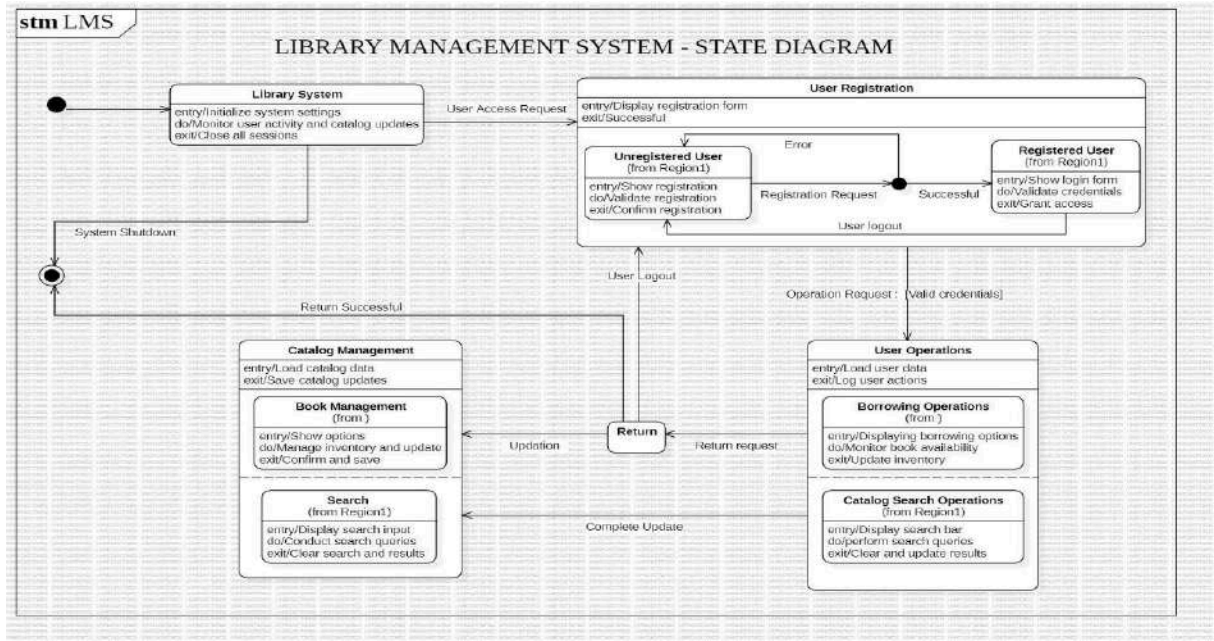 stm LMS
LIBRARY MANAGEMENT SYSTEM - STATE DIAGRAM
Library System
entry/Initialize system settings
do/Monitor user activity and catalog updates
exit/Close all sessions
User Access Request
User Registration
entry/Display registration form
exit/Successful
Error
Unregistered User
(from Region1)
entry/Show registration
do/Validate registration
exit/Confirm registration
Registration Request
Successful
Registered User
(from Region1)
entry/Show login form
do/Validate credentials
exit/Grant access
User logout
System Shutdown
User Logout
Operation Request : [Valid credentials]
Return Successful
Catalog Management
entry/Load catalog data
exit/Save catalog updates
Book Management
(from )
entry/Show options
do/Manage inventory and update
exit/Confirm and save
Updation
Return
Return request
User Operations
entry/Load user data
exit/Log user actions
Borrowing Operations
(from )
entry/Displaying borrowing options
do/Monitor book availability
exit/Update inventory
Search
(from Region1)
entry/Display search input
do/Conduct search queries
exit/Clear search and results
Complete Update
Catalog Search Operations
(from Region1)
entry/Display search bar
do/perform search queries
exit/Clear and update results